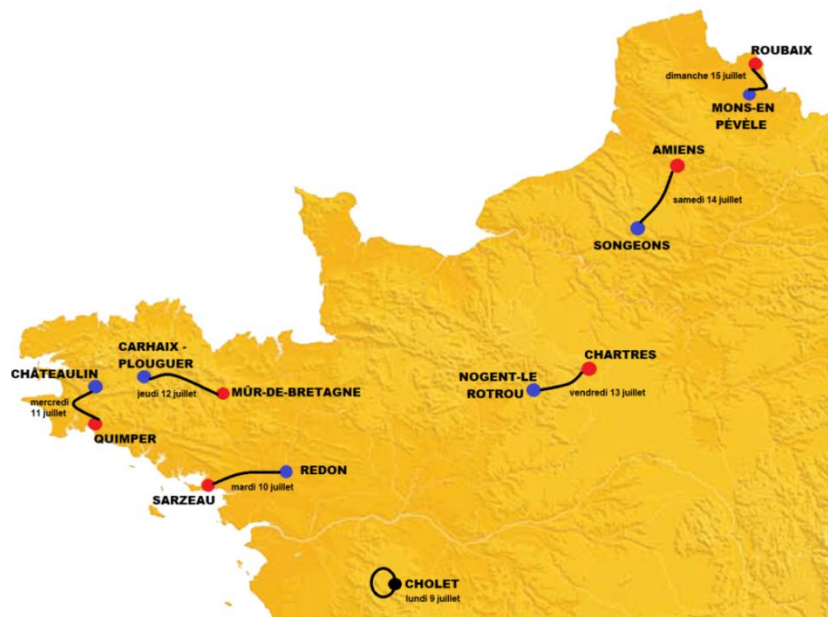 ROUBAIX
dimanche 15 juillet
MONS-EN
PÉVÈLE
AMIENS
samedi 14 juillet
SONGEONS
CARHAIX -
PLOUGUER
CHÂTEAULIN
jeudi 12 juillet
MÛR-DE-BRETAGNE
mercredi
11 juillet
QUIMPER
CHARTRES
NOGENT-LE
ROTROU
vendredi 13 juillet
REDON
mardi 10 juillet
SARZEAU
CHOLET
lundi 9 juillet